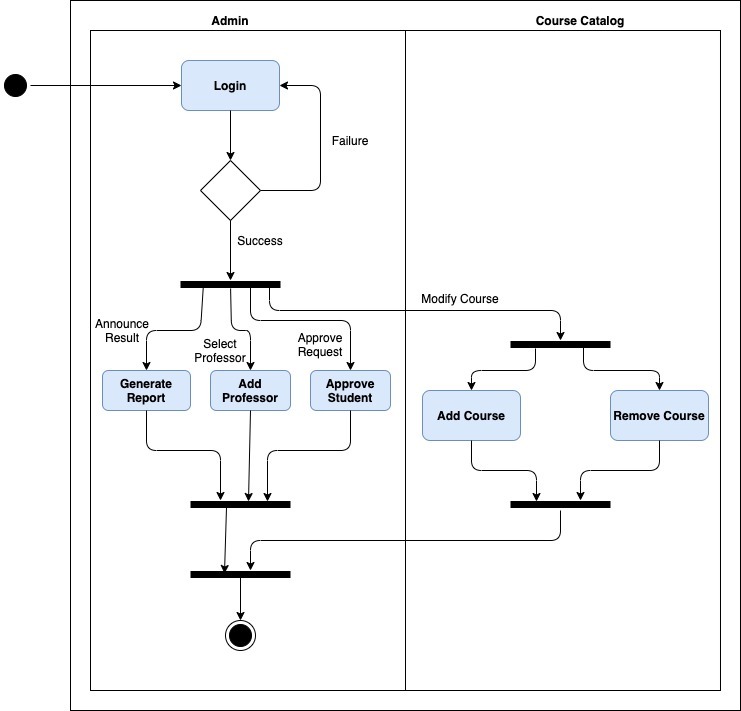 Admin
Course Catalog
Login
Failure
Success
Modify Course
Announce
Result
Select
Professor
Approve
Request
Generate
Report
Add
Professor
Approve
Student
Add Course
Remove Course